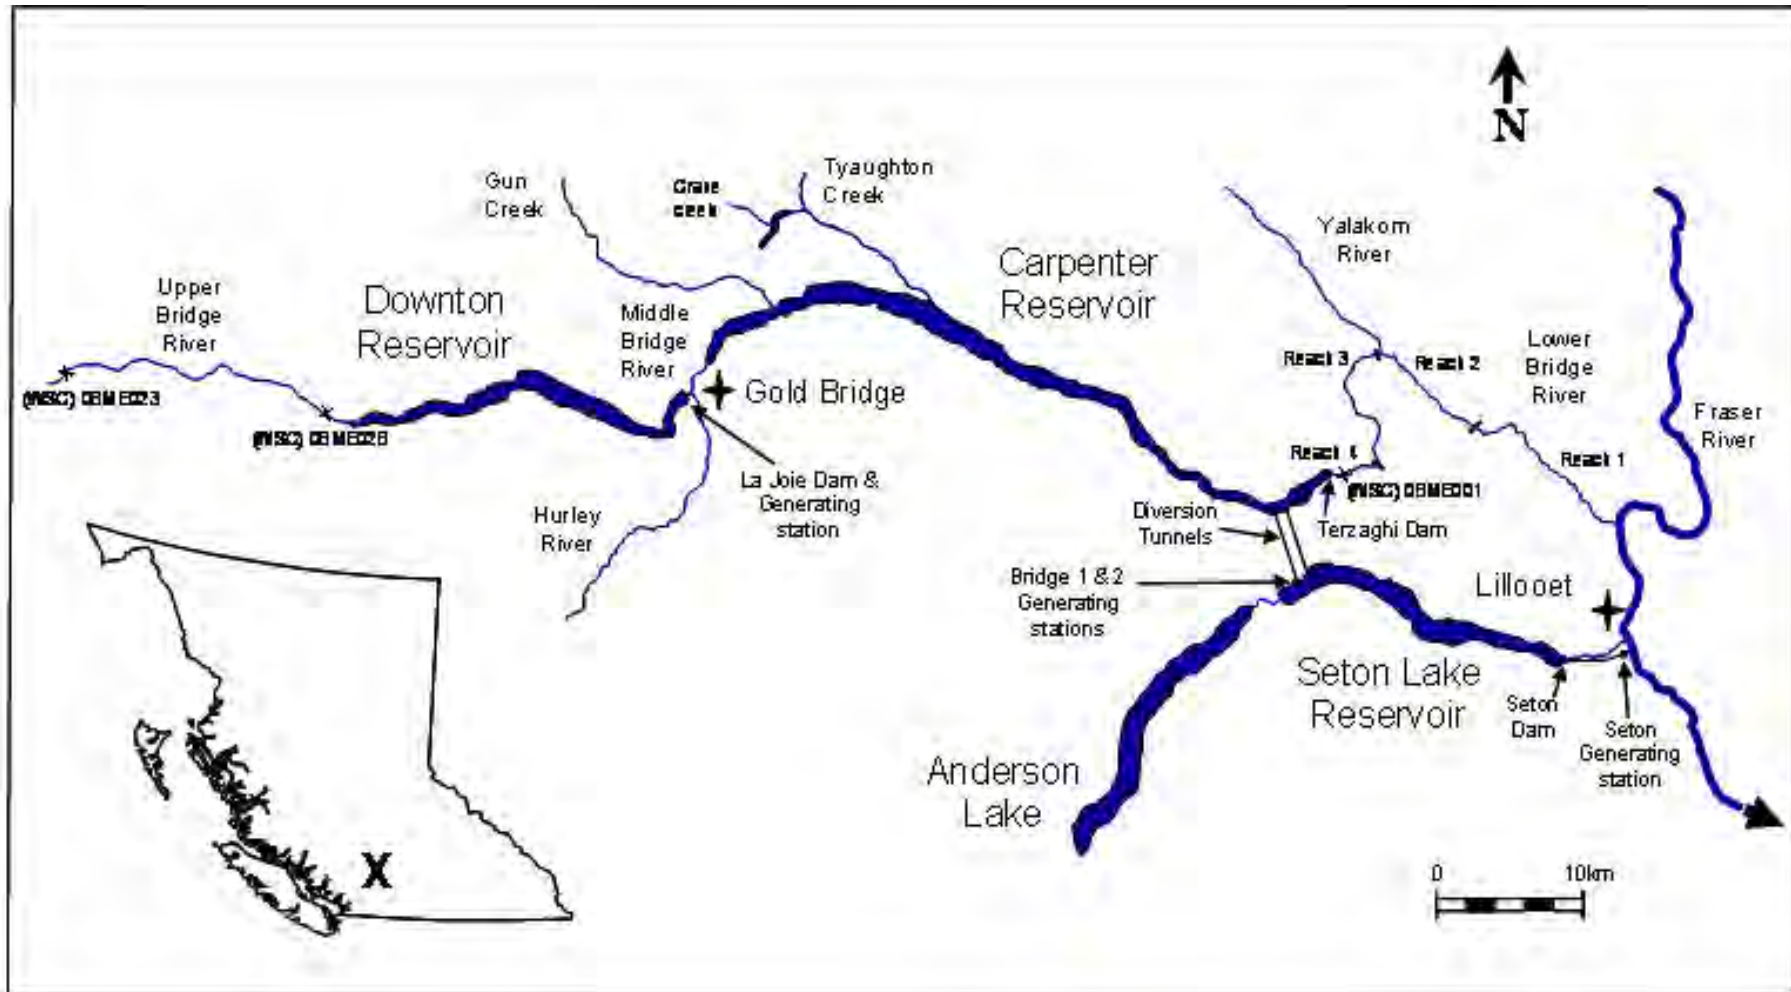 N
Gun
Creek
Tyaughton
Creek
Yalakom
River
Carpenter
Reservoir
Upper
Bridge
River
Downton
Reservoir
Middle
Bridge
River
Reach 3
Reach 2
Lower
Bridge
River
Gold Bridge
Fraser
River
Reach 4
Reach 1
La Joie Dam &
Generating
station
Hurley
River
Diversion
Tunnels
Terzaghi Dam
Bridge 1 & 2
Generating
stations
Lillooet
Seton Lake
Reservoir
Seton
Dam
Seton
Generating
station
Anderson
Lake
X
0 10km